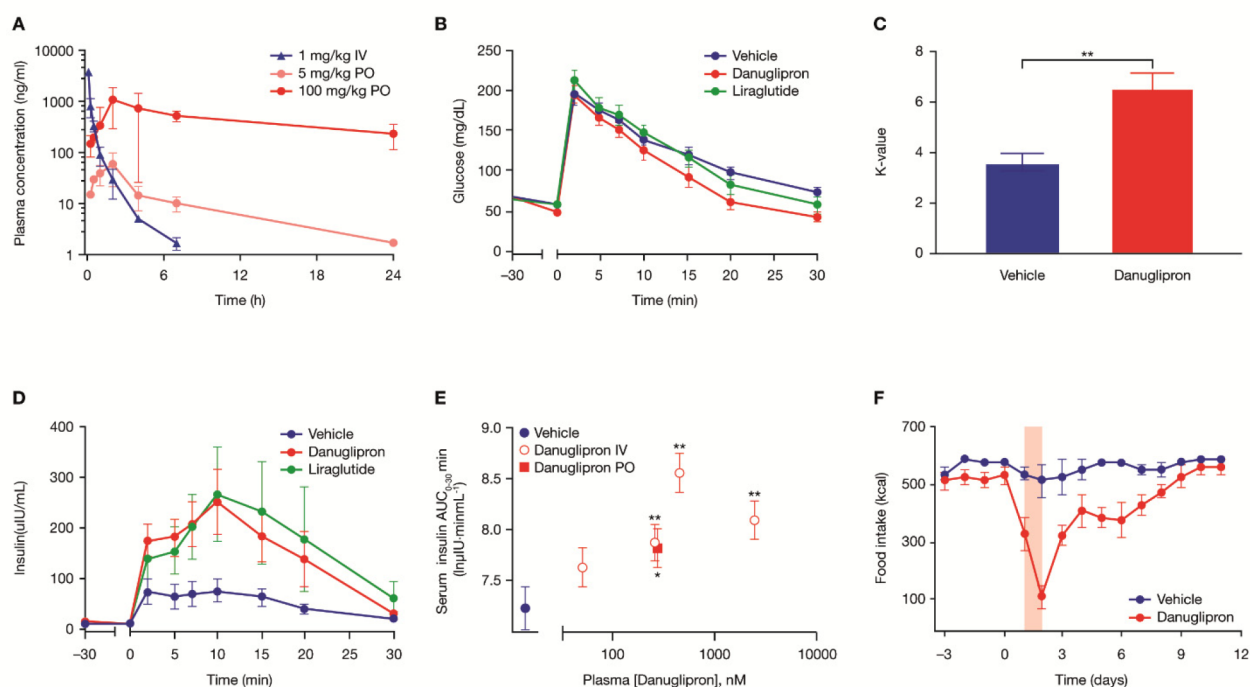 A
Plasma concentration (ng/ml)
10000
1000
100
10
1
0
6
12
18
24
Time (h)
1 mg/kg IV
5 mg/kg PO
100 mg/kg PO
B
Glucose (mg/dL)
250
200
150
100
50
0
−30
0
5
10
15
20
30
Time (min)
Vehicle
Danuglipron
Liraglutide
C
K-value
8
6
4
2
0
**
Vehicle
Danuglipron
D
Insulin(uIU/mL)
400
300
200
100
0
−30
0
5
10
15
20
30
Time (min)
Vehicle
Danuglipron
Liraglutide
E
Serum insulin AUC0-30 min
(lnμIU·minmL-1)
9.0
8.5
8.0
7.5
100
1000
10000
Plasma [Danuglipron], nM
Vehicle
Danuglipron IV
Danuglipron PO
**
**
**
*
F
Food intake (kcal)
700
500
300
100
−3
0
3
6
9
12
Time (days)
Vehicle
Danuglipron